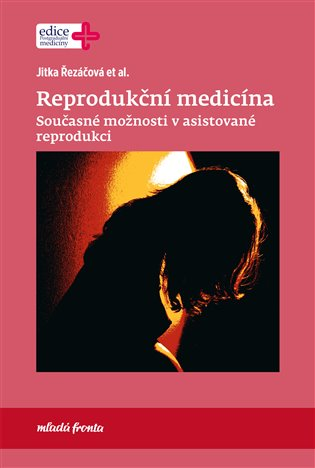 edice
Postgraduální
medicíny
Jitka Řezáčová et al.
Reprodukční medicína
Současné možnosti v asistované
reprodukci
mladá fronta